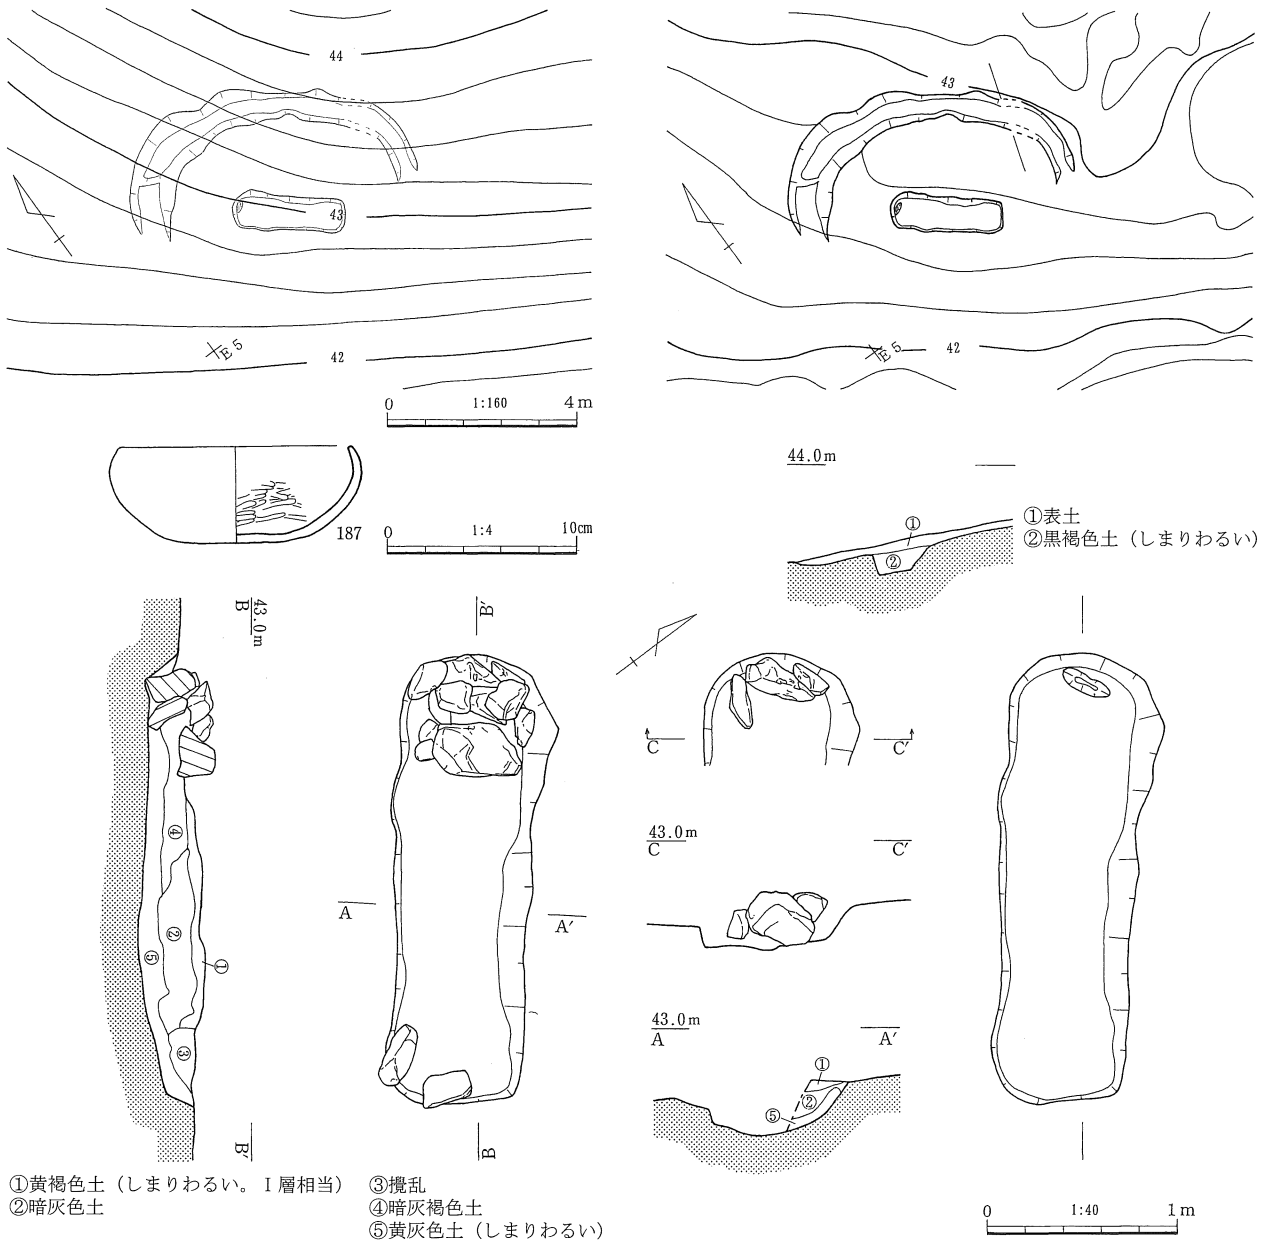 44
43
E 5
42
0 1:160 4m
43
E 5
42
187
0 1:4 10cm
44.0m
①
②
①表土
②黒褐色土（しまりわるい）
43.0m
B
④
②
⑤
①
③
B′
B′
A
A′
B
C
C′
43.0m
C
C′
43.0m
A
A′
①
②
⑤
①黄褐色土（しまりわるい。Ⅰ層相当）
②暗灰色土
③攪乱
④暗灰褐色土
⑤黄灰色土（しまりわるい）
0 1:40 1m